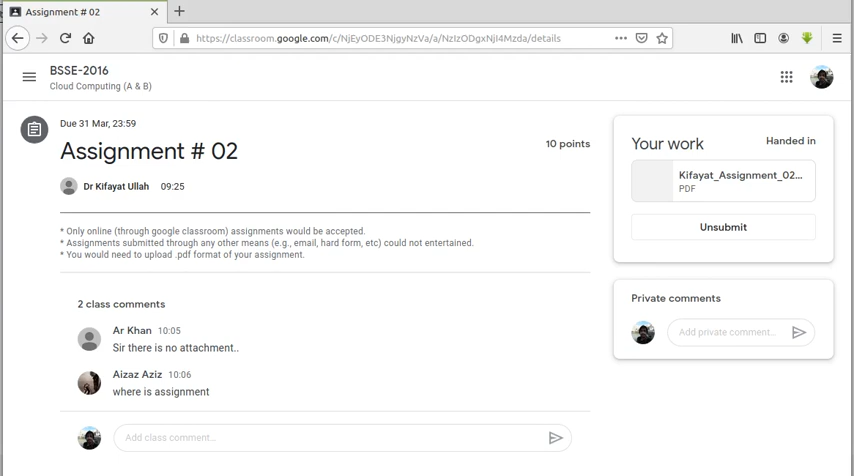 Assignment # 02
https://classroom.google.com/c/NjEyODE3NjgyNzVa/a/NzIzODgxNjI4Mzda/details
BSSE-2016
Cloud Computing (A & B)
Due 31 Mar, 23:59
Assignment # 02
10 points
Dr Kifayat Ullah 09:25
* Only online (through google classroom) assignments would be accepted.
* Assignments submitted through any other means (e.g., email, hard form, etc) could not entertained.
* You would need to upload .pdf format of your assignment.
2 class comments
Ar Khan 10:05
Sir there is no attachment..
Aizaz Aziz 10:06
where is assignment
Add class comment...
Your work
Handed in
Kifayat_Assignment_02...
PDF
Unsubmit
Private comments
Add private comment...